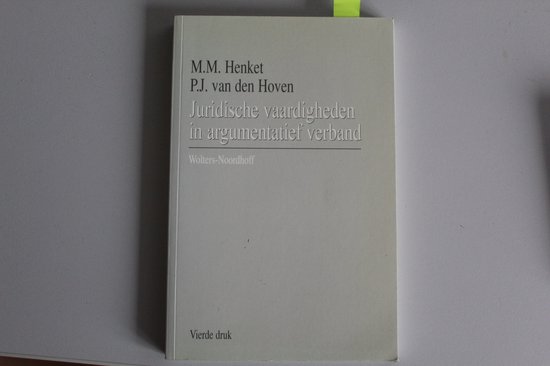 M.M. Henket
P.J. van den Hoven
Juridische vaardigheden
in argumentatief verband
Wolters-Noordhoff
Vierde druk